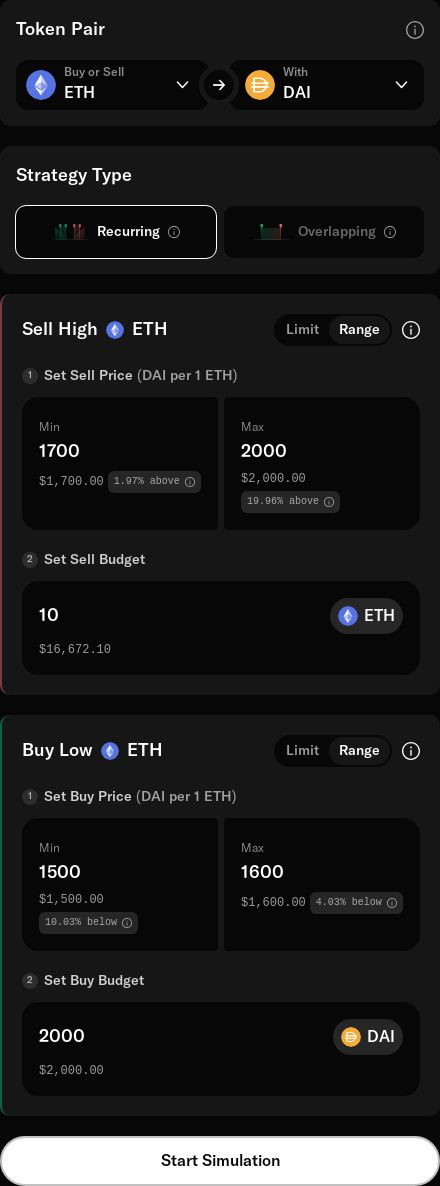 Token Pair
Buy or Sell
ETH
With
DAI
Strategy Type
Recurring
Overlapping
Sell High ETH
Limit Range
1 Set Sell Price (DAI per 1 ETH)
Min
1700
$1,700.00 1.97% above
Max
2000
$2,000.00
19.96% above
2 Set Sell Budget
10
ETH
$16,672.10
Buy Low ETH
Limit Range
1 Set Buy Price (DAI per 1 ETH)
Min
1500
$1,500.00
10.03% below
Max
1600
$1,600.00 4.03% below
2 Set Buy Budget
2000
DAI
$2,000.00
Start Simulation